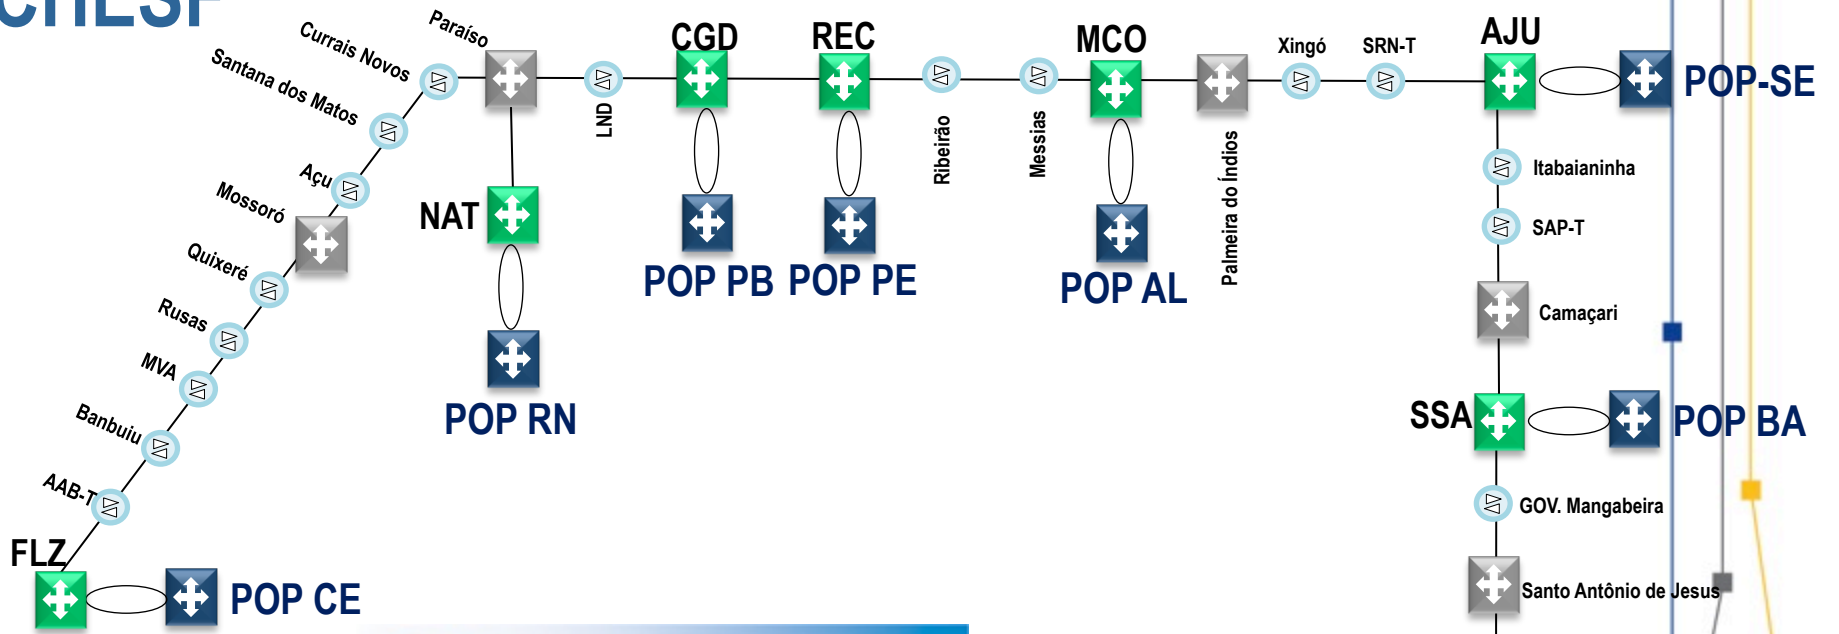 CHESF
Paraíso
Currais Novos
Santana dos Matos
Açu
Mossoró
Quixeré
Rusas
MVA
Banbuiu
AAB-T
FLZ
POP CE
NAT
POP RN
LND
CGD
POP PB
REC
POP PE
Ribeirão
Messias
MCO
POP AL
Palmeira do Índios
Xingó
SRN-T
AJU
POP-SE
Itabaianinha
SAP-T
Camaçari
SSA
POP BA
GOV. Mangabeira
Santo Antônio de Jesus